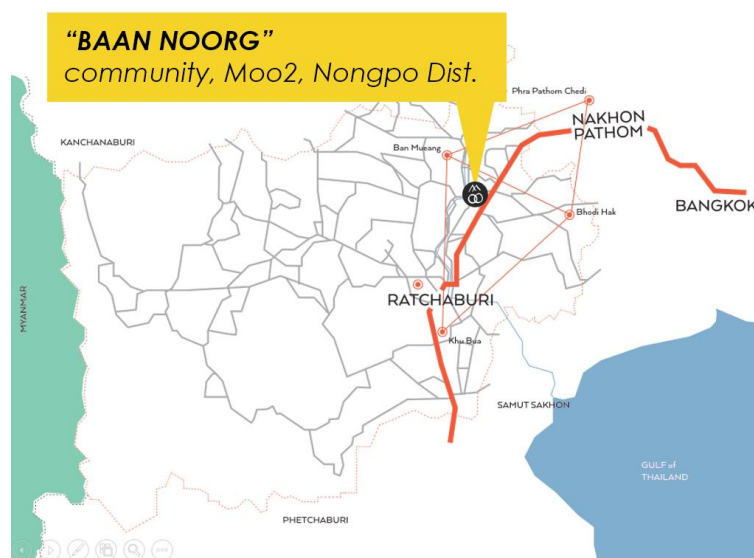 “BAAN NOORG”
community, Moo2, Nongpo Dist.
Phra Pathom Chedi
NAKHON
PATHOM
KANCHANABURI
Ban Mueang
BANGKOK
Bhodi Hak
MYANMAR
RATCHABURI
Khu Bua
SAMUT SAKHON
GULF of
THAILAND
PHETCHABURI